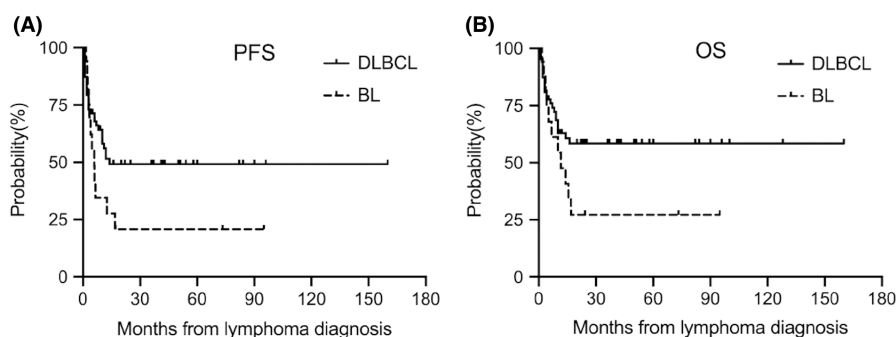 (A)
PFS
DLBCL
BL
Probability(%)
100
75
50
25
0
0 30 60 90 120 150 180
Months from lymphoma diagnosis
(B)
OS
DLBCL
BL
Probability(%)
100
75
50
25
0
0 30 60 90 120 150 180
Months from lymphoma diagnosis